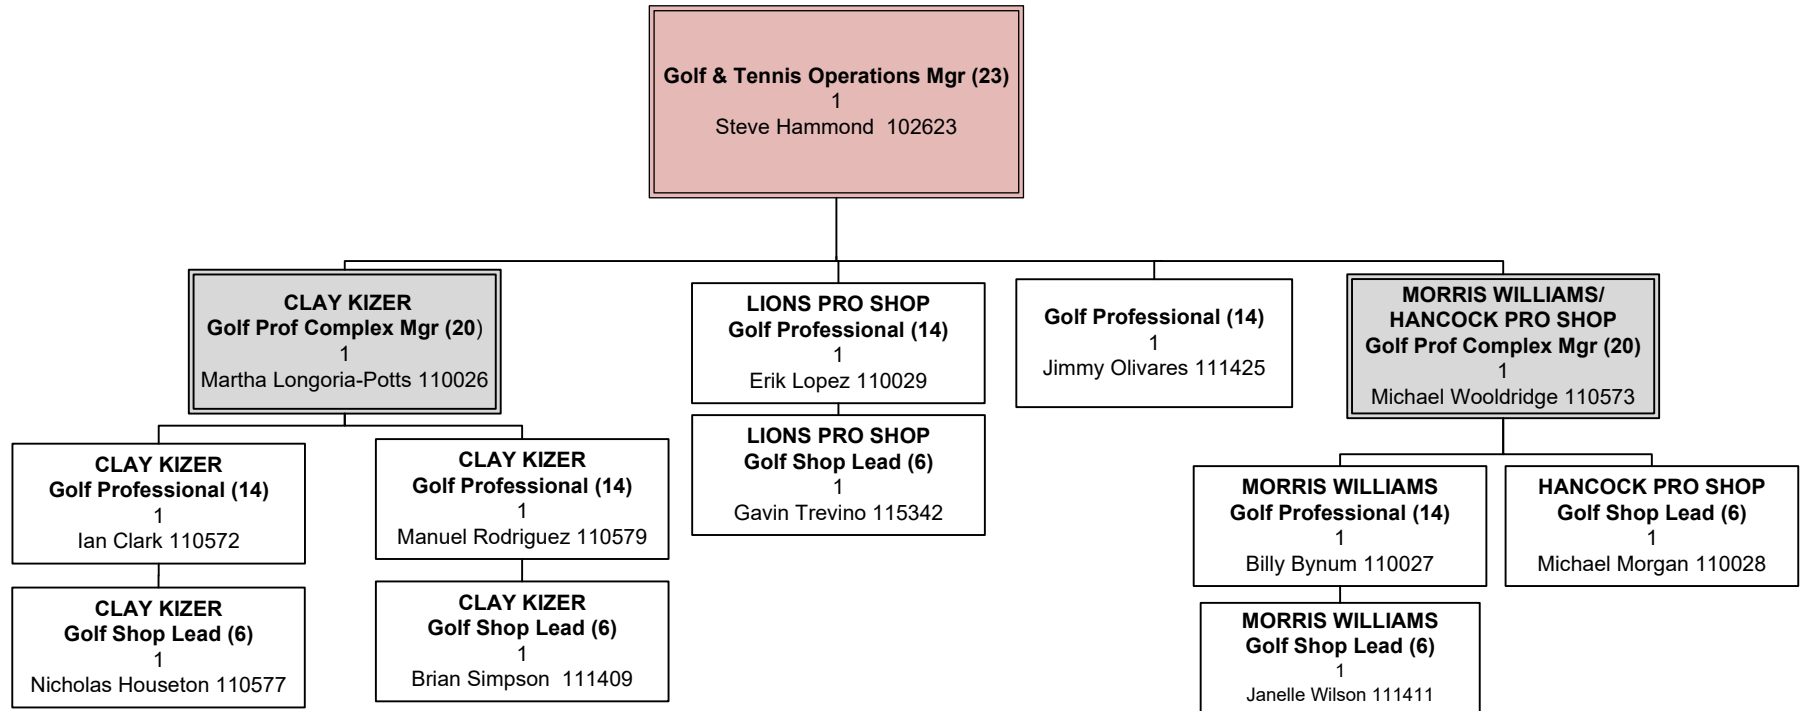 Golf & Tennis Operations Mgr (23)
1
Steve Hammond  102623
CLAY KIZER
Golf Prof Complex Mgr (20)
1
Martha Longoria-Potts 110026
LIONS PRO SHOP
Golf Professional (14)
1
Erik Lopez 110029
Golf Professional (14)
1
Jimmy Olivares 111425
MORRIS WILLIAMS/
HANCOCK PRO SHOP
Golf Prof Complex Mgr (20)
1
Michael Wooldridge 110573
CLAY KIZER
Golf Professional (14)
1
Ian Clark 110572
CLAY KIZER
Golf Professional (14)
1
Manuel Rodriguez 110579
LIONS PRO SHOP
Golf Shop Lead (6)
1
Gavin Trevino 115342
MORRIS WILLIAMS
Golf Professional (14)
1
Billy Bynum 110027
HANCOCK PRO SHOP
Golf Shop Lead (6)
1
Michael Morgan 110028
CLAY KIZER
Golf Shop Lead (6)
1
Nicholas Houseton 110577
CLAY KIZER
Golf Shop Lead (6)
1
Brian Simpson  111409
MORRIS WILLIAMS
Golf Shop Lead (6)
1
Janelle Wilson 111411